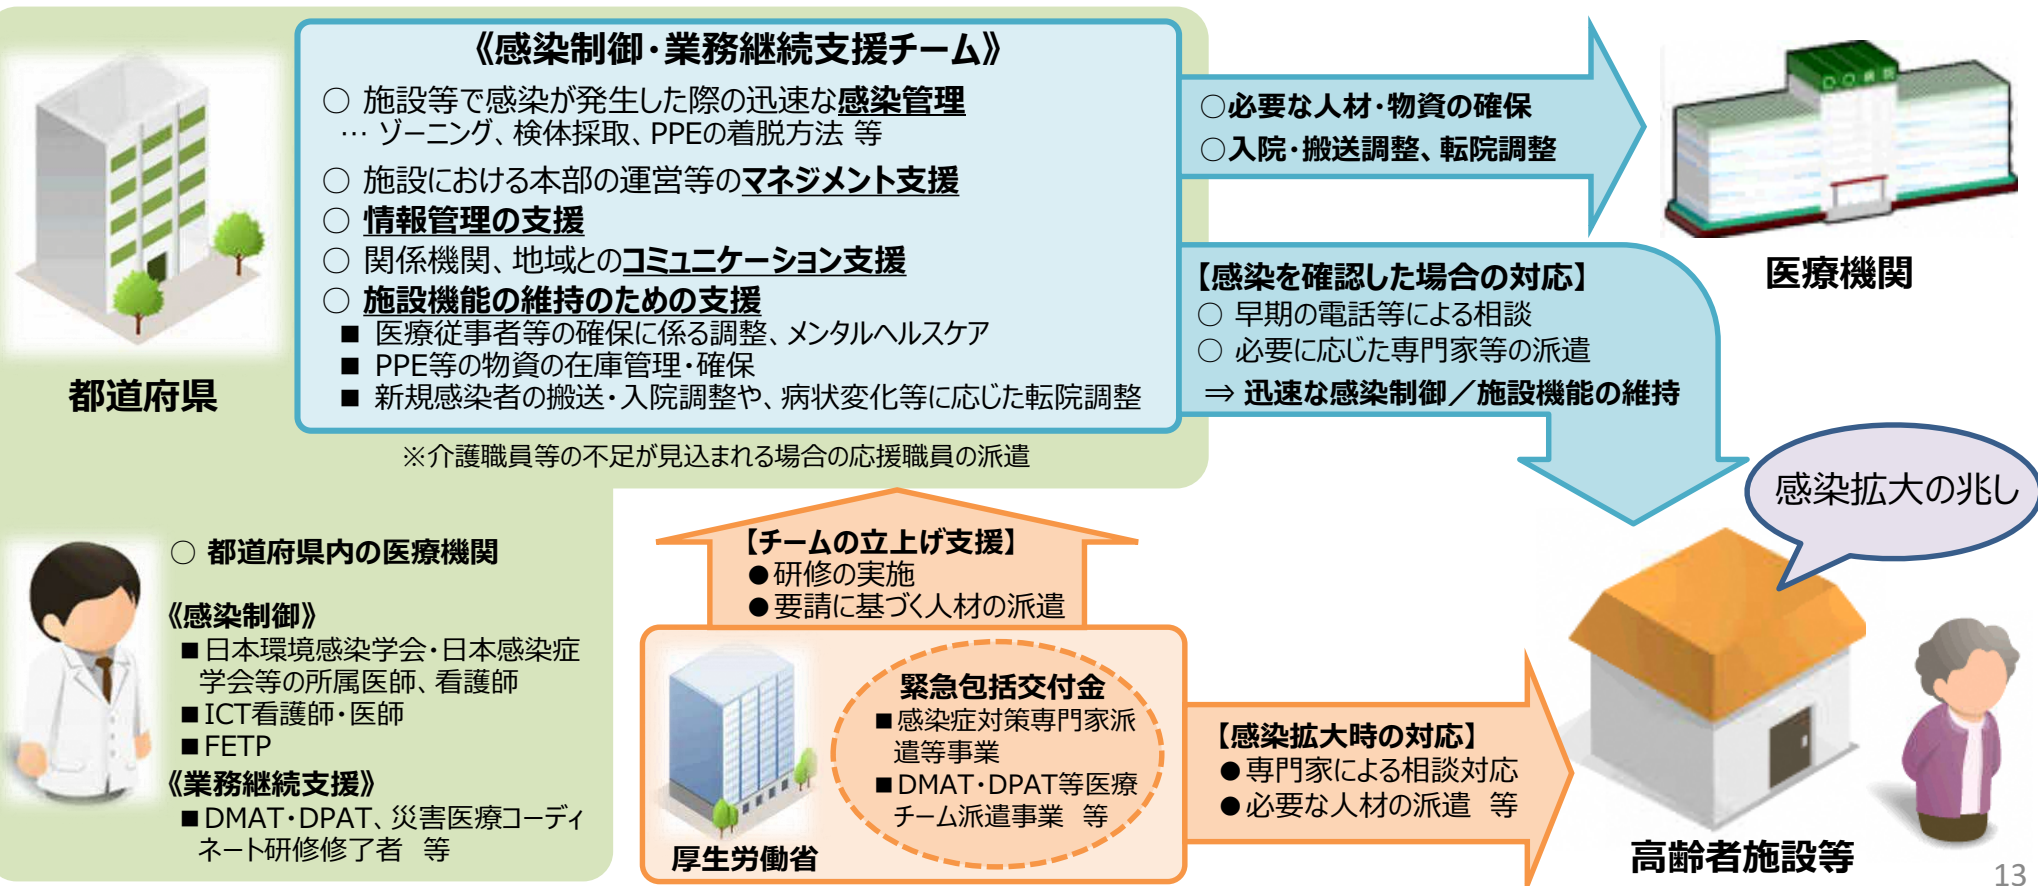 《感染制御・業務継続支援チーム》
○ 施設等で感染が発生した際の迅速な感染管理
… ゾーニング、検体採取、PPEの着脱方法 等
○ 施設における本部の運営等のマネジメント支援
○ 情報管理の支援
○ 関係機関、地域とのコミュニケーション支援
○ 施設機能の維持のための支援
■ 医療従事者等の確保に係る調整、メンタルヘルスケア
■ PPE等の物資の在庫管理・確保
■ 新規感染者の搬送・入院調整や、病状変化等に応じた転院調整
※介護職員等の不足が見込まれる場合の応援職員の派遣
都道府県
○必要な人材・物資の確保
○入院・搬送調整、転院調整
○○病院
医療機関
【感染を確認した場合の対応】
○ 早期の電話等による相談
○ 必要に応じた専門家等の派遣
⇒ 迅速な感染制御／施設機能の維持
感染拡大の兆し
○ 都道府県内の医療機関
《感染制御》
■日本環境感染学会・日本感染症
学会等の所属医師、看護師
■ICT看護師・医師
■FETP
《業務継続支援》
■DMAT・DPAT、災害医療コーディ
ネート研修修了者 等
【チームの立上げ支援】
●研修の実施
●要請に基づく人材の派遣
緊急包括交付金
■感染症対策専門家派
遣等事業
■DMAT・DPAT等医療
チーム派遣事業 等
厚生労働省
【感染拡大時の対応】
●専門家による相談対応
●必要な人材の派遣 等
高齢者施設等
13